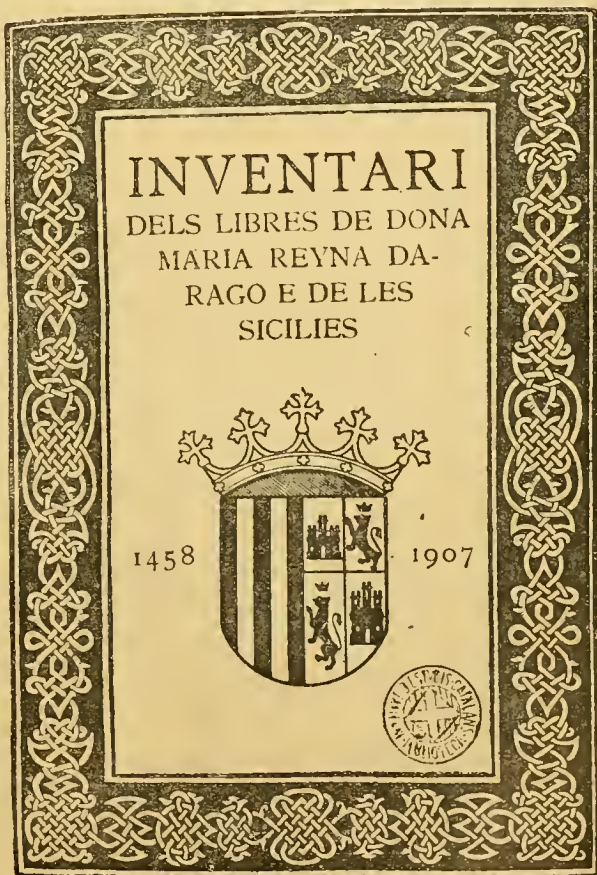 INVENTARI
DELS LIBRES DE DONA
MARIA REYNA DA-
RAGO E DE LES
SICILIES
1458
1907